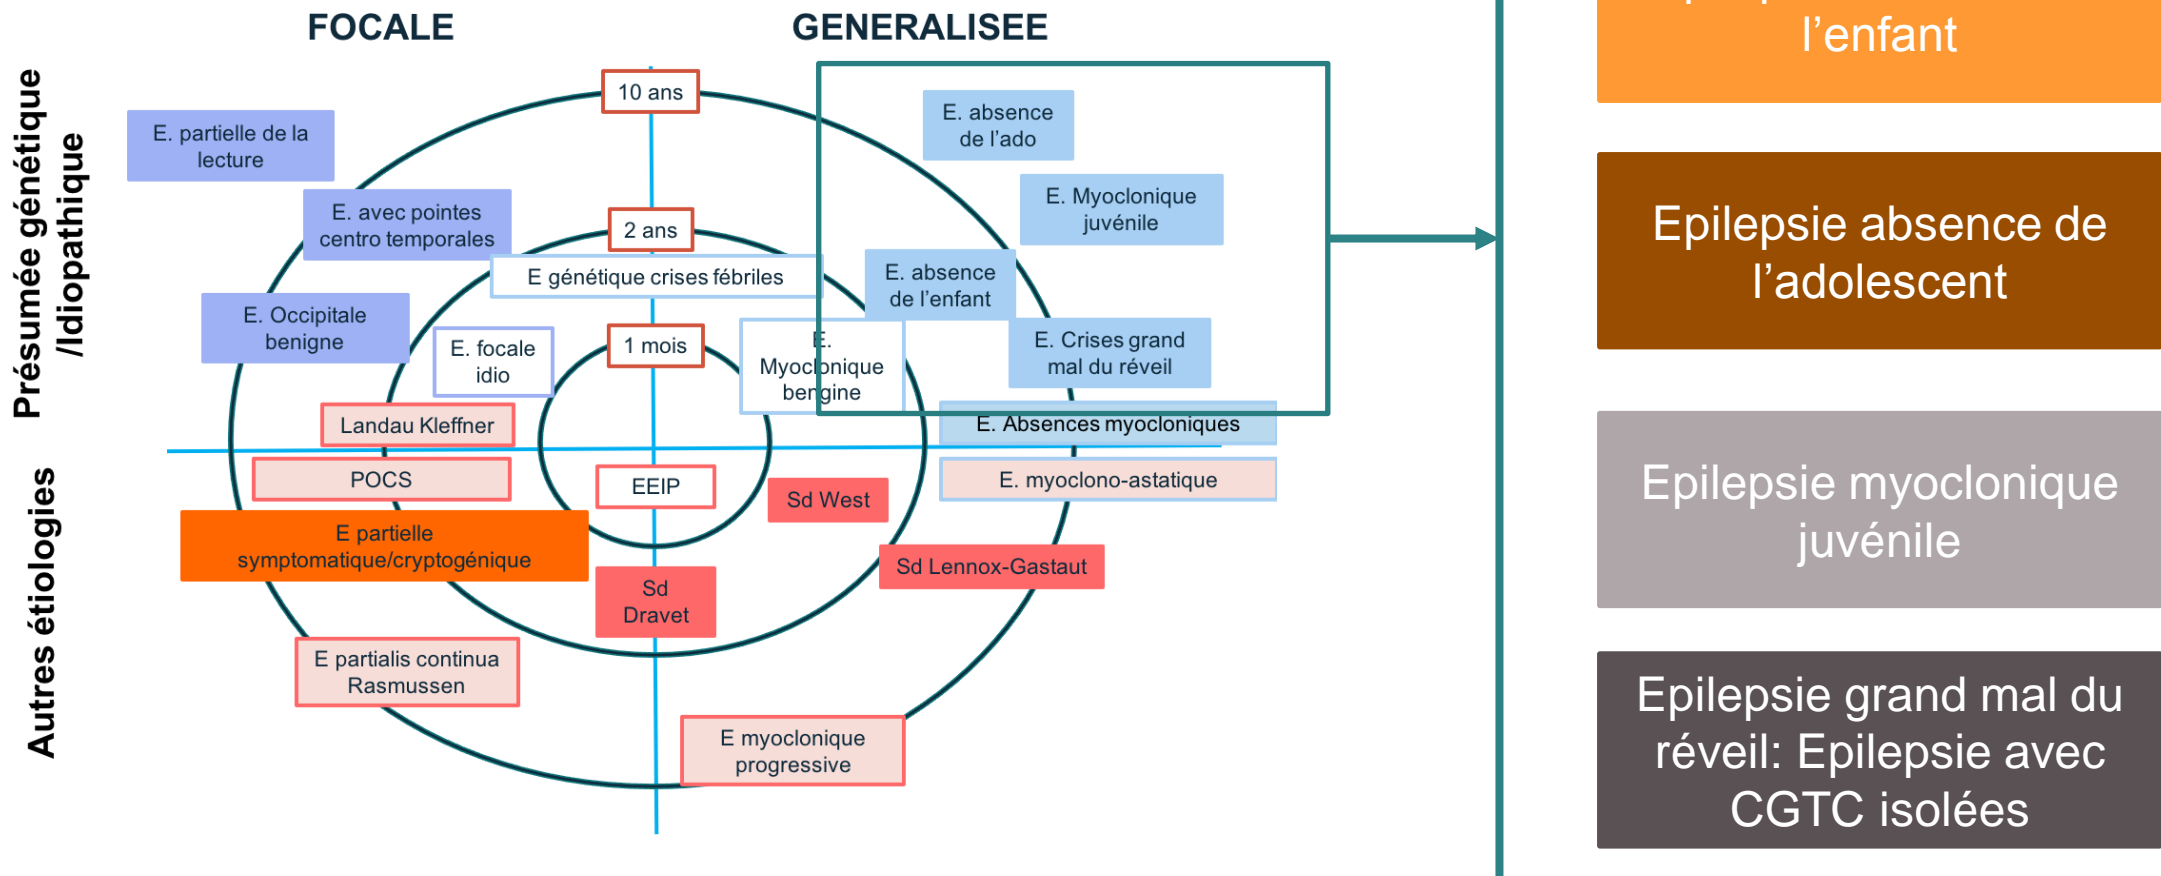 FOCALE
GENERALISEE
Présumée génétique
/Idiopathique
Autres étiologies
10 ans
2 ans
1 mois
E. partielle de la
lecture
E. avec pointes
centro temporales
E. Occipitale
benigne
E. focale
idio
Landau Kleffner
E génétique crises fébriles
E. absence
de l'ado
E. Myoclonique
juvénile
E. absence
de l'enfant
E.
Myoclonique
bengine
E. Crises grand
mal du réveil
E. Absences myocloniques
POCS
E partielle
symptomatique/cryptogénique
EEIP
Sd West
E. myoclono-astatique
Sd Lennox-Gastaut
Sd
Dravet
E partialis continua
Rasmussen
E myoclonique
progressive
l'enfant
Epilepsie absence de
l'adolescent
Epilepsie myoclonique
juvénile
Epilepsie grand mal du
réveil: Epilepsie avec
CGTC isolées